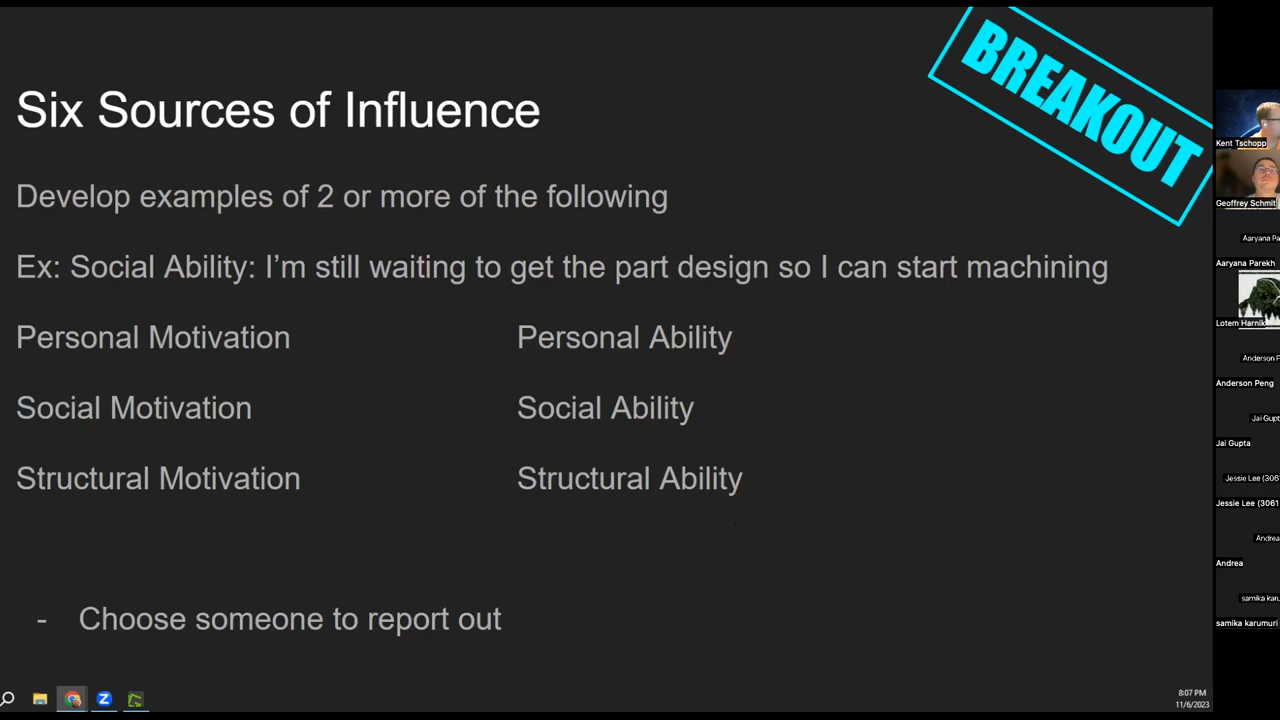 BREAKOUT
Six Sources of Influence
Develop examples of 2 or more of the following
Ex: Social Ability: I'm still waiting to get the part design so I can start machining
Personal Motivation Personal Ability
Social Motivation Social Ability
Structural Motivation Structural Ability
- Choose someone to report out
Kent Tschopp
Geoffrey Schmit
Aaryana Pa
Aaryana Parekh
Lotem Harnik
Anderson P
Anderson Peng
Jai Gupt
Jai Gupta
Jessie Lee (3061
Jessie Lee (3061
Andrea
Andrea
samika karu
samika karumuri
8:07 PM
11/6/2023